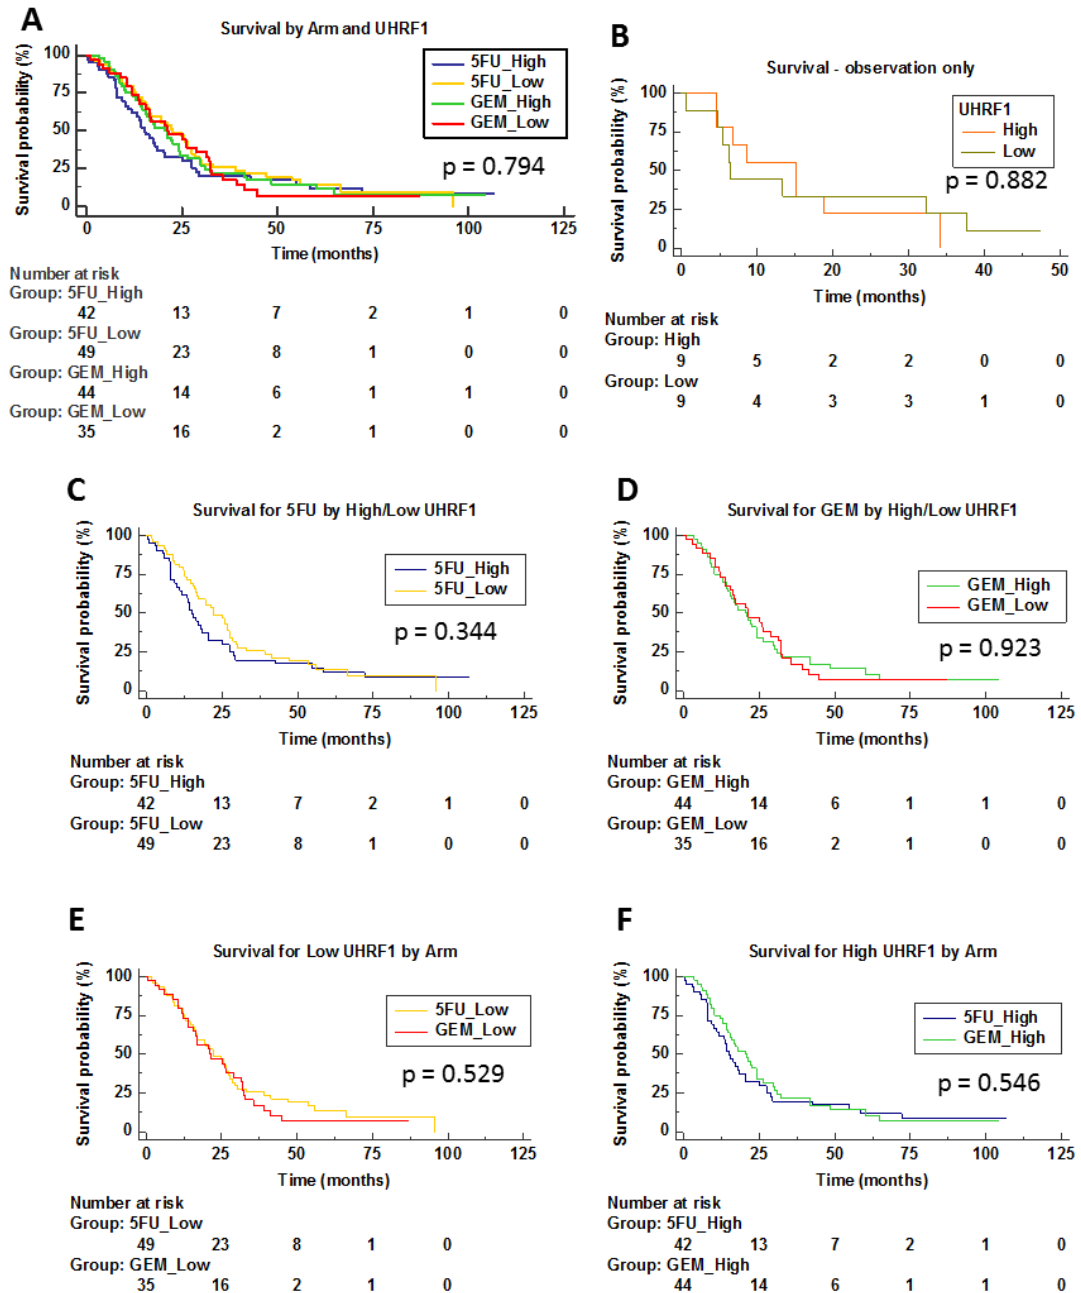 A
Survival by Arm and UHRF1
Survival probability (%)
100
75
50
25
0
0 25 50 75 100 125
Time (months)
5FU_High
5FU_Low
GEM_High
GEM_Low
p = 0.794
Number at risk
Group: 5FU_High
42 13 7 2 1 0
Group: 5FU_Low
49 23 8 1 0 0
Group: GEM_High
44 14 6 1 1 0
Group: GEM_Low
35 16 2 1 0 0
B
Survival - observation only
Survival probability (%)
100
75
50
25
0
0 10 20 30 40 50
Time (months)
UHRF1
High
Low
p = 0.882
Number at risk
Group: High
9 5 2 2 0 0
Group: Low
9 4 3 3 1 0
C
Survival for 5FU by High/Low UHRF1
Survival probability (%)
100
75
50
25
0
0 25 50 75 100 125
Time (months)
5FU_High
5FU_Low
p = 0.344
Number at risk
Group: 5FU_High
42 13 7 2 1 0
Group: 5FU_Low
49 23 8 1 0 0
D
Survival for GEM by High/Low UHRF1
Survival probability (%)
100
75
50
25
0
0 25 50 75 100 125
Time (months)
GEM_High
GEM_Low
p = 0.923
Number at risk
Group: GEM_High
44 14 6 1 1 0
Group: GEM_Low
35 16 2 1 0 0
E
Survival for Low UHRF1 by Arm
Survival probability (%)
100
75
50
25
0
0 25 50 75 100 125
Time (months)
5FU_Low
GEM_Low
p = 0.529
Number at risk
Group: 5FU_Low
49 23 8 1 0
Group: GEM_Low
35 16 2 1 0
F
Survival for High UHRF1 by Arm
Survival probability (%)
100
75
50
25
0
0 25 50 75 100 125
Time (months)
5FU_High
GEM_High
p = 0.546
Number at risk
Group: 5FU_High
42 13 7 2 1 0
Group: GEM_High
44 14 6 1 1 0